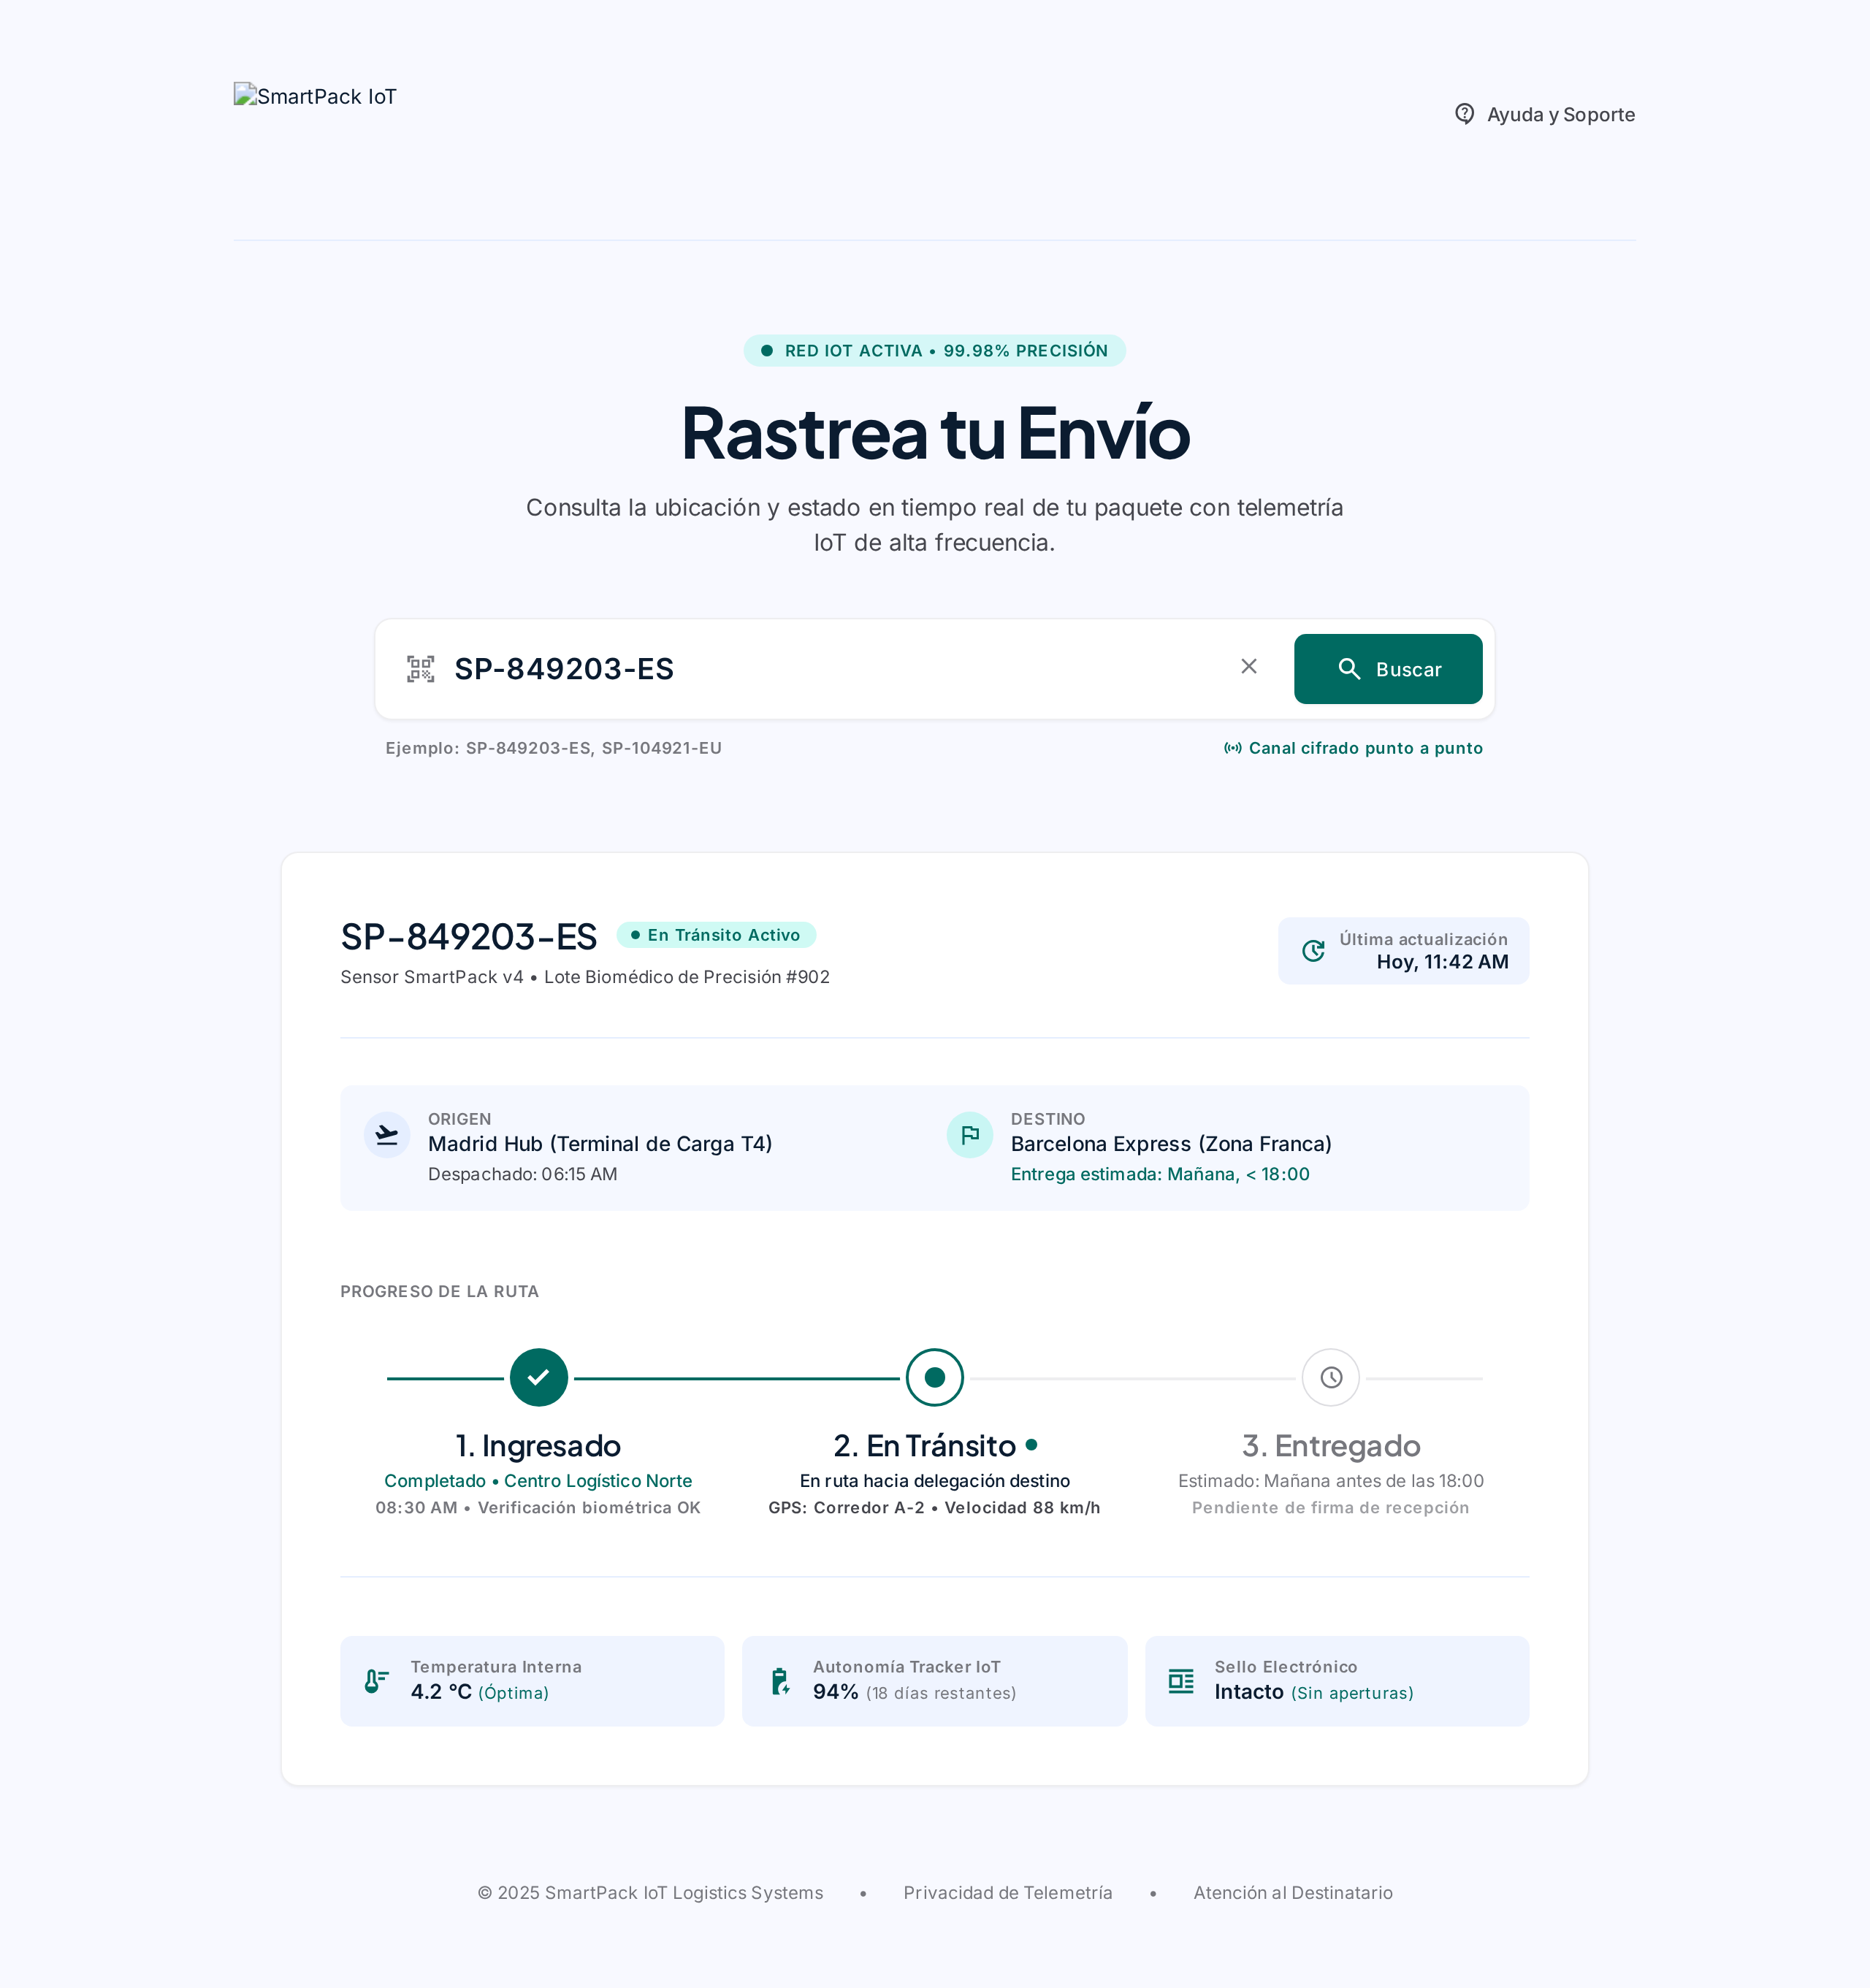 SmartPack IoT
Ayuda y Soporte
RED IOT ACTIVA • 99.98% PRECISIÓN
Rastrea tu Envío
Consulta la ubicación y estado en tiempo real de tu paquete con telemetría
IoT de alta frecuencia.
SP-849203-ES
Buscar
Ejemplo: SP-849203-ES, SP-104921-EU
Canal cifrado punto a punto
SP-849203-ES
En Tránsito Activo
Sensor SmartPack v4 • Lote Biomédico de Precisión #902
Última actualización
Hoy, 11:42 AM
ORIGEN
Madrid Hub (Terminal de Carga T4)
Despachado: 06:15 AM
DESTINO
Barcelona Express (Zona Franca)
Entrega estimada: Mañana, < 18:00
PROGRESO DE LA RUTA
1. Ingresado
Completado • Centro Logístico Norte
08:30 AM • Verificación biométrica OK
2. En Tránsito
En ruta hacia delegación destino
GPS: Corredor A-2 • Velocidad 88 km/h
3. Entregado
Estimado: Mañana antes de las 18:00
Pendiente de firma de recepción
Temperatura Interna
4.2 °C (Óptima)
Autonomía Tracker IoT
94% (18 días restantes)
Sello Electrónico
Intacto (Sin aperturas)
© 2025 SmartPack IoT Logistics Systems • Privacidad de Telemetría • Atención al Destinatario